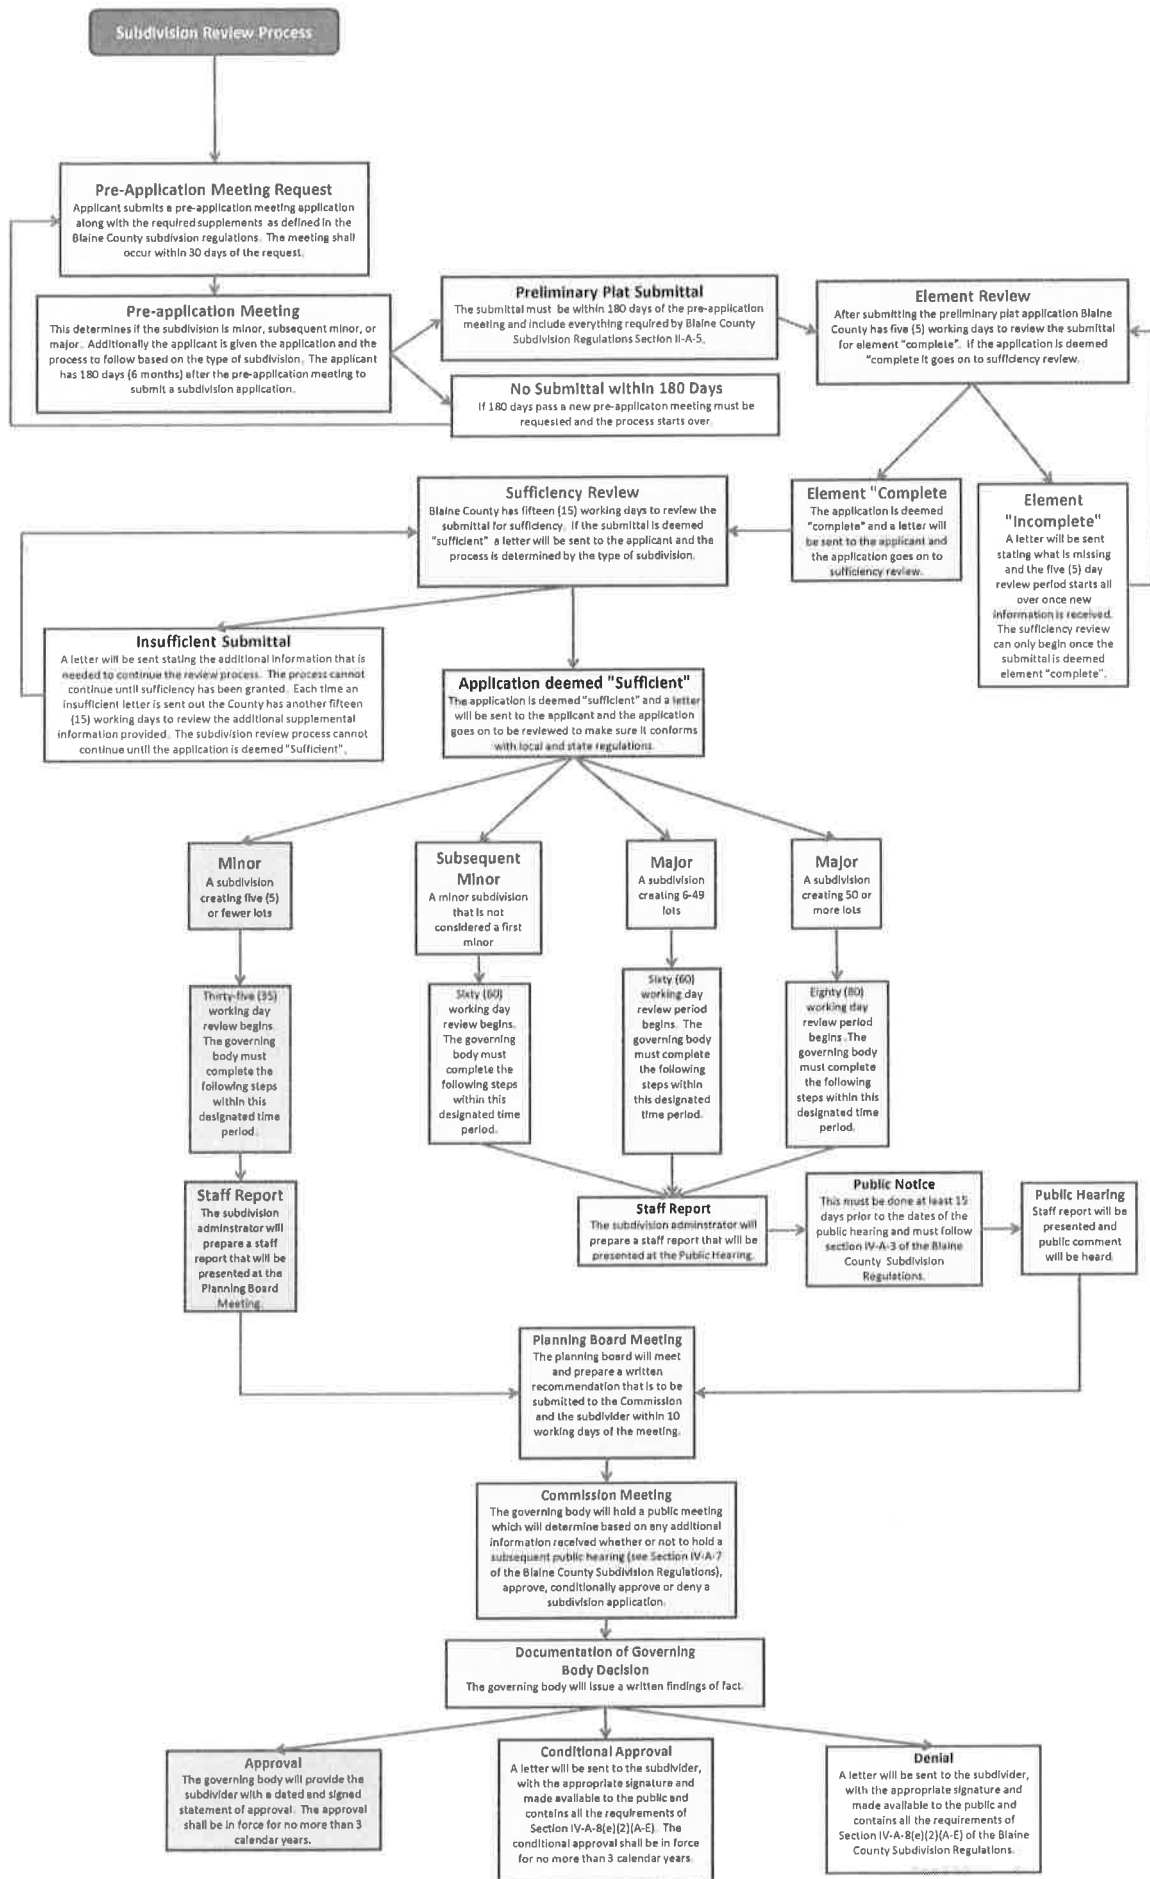 Subdivision Review Process
Pre-Application Meeting Request
Applicant submits a pre-application meeting application
along with the required supplements as defined in the
Blaine County subdivsion regulations. The meeting shall
occur within 30 days of the request.
Pre-application Meeting
This determines if the subdivision is minor, subsequent minor, or
major. Additionally the applicant is given the application and the
process to follow based on the type of subdivision. The applicant
has 180 days (6 months) after the pre-application meeting to
submit a subdivision application.
Preliminary Plat Submittal
The submittal must be within 180 days of the pre-application
meeting and include everything required by Blaine County
Subdivision Regulations Section II-A-5.
No Submittal within 180 Days
If 180 days pass a new pre-applicaton meeting must be
requested and the process starts over.
Element Review
After submitting the preliminary plat application Blaine
County has five (5) working days to review the submittal
for element "complete". If the application is deemed
"complete it goes on to sufficiency review.
Sufficiency Review
Blaine County has fifteen (15) working days to review the
submittal for sufficiency. If the submittal is deemed
"sufficient" a letter will be sent to the applicant and the
process is determined by the type of subdivision.
Element "Complete
The application is deemed
"complete" and a letter will
be sent to the applicant and
the application goes on to
sufficiency review.
Element
"Incomplete"
A letter will be sent
stating what is missing
and the five (5) day
review period starts all
over once new
information is received.
The sufficiency review
can only begin once the
submittal is deemed
element "complete".
Insufficient Submittal
A letter will be sent stating the additional information that is
needed to continue the review process. The process cannot
continue until sufficiency has been granted. Each time an
insufficient letter is sent out the County has another fifteen
(15) working days to review the additional supplemental
information provided. The subdivision review process cannot
continue until the application is deemed "Sufficient".
Application deemed "Sufficient"
The application is deemed "sufficient" and a letter
will be sent to the applicant and the application
goes on to be reviewed to make sure it conforms
with local and state regulations.
Minor
A subdivision
creating five (5)
or fewer lots
Subsequent
Minor
A minor subdivision
that is not
considered a first
minor
Major
A subdivision
creating 6-49
lots
Major
A subdivision
creating 50 or
more lots
Thirty-five (35)
working day
review begins
The governing
body must
complete the
following steps
within this
designated time
period.
Sixty (60)
working day
review begins.
The governing
body must
complete the
following steps
within this
designated time
period.
Sixty (60)
working day
review period
begins. The
governing body
must complete
the following
steps within
this designated
time period.
Eighty (80)
working day
review period
begins .The
governing body
must complete
the following
steps within this
designated time
period.
Staff Report
The subdivision
adminstrator will
prepare a staff
report that will be
presented at the
Planning Board
Meeting.
Staff Report
The subdivision adminstrator will
prepare a staff report that will be
presented at the Public Hearing.
Public Notice
This must be done at least 15
days prior to the dates of the
public hearing and must follow
section IV-A-3 of the Blaine
County Subdivision
Regulations.
Public Hearing
Staff report will be
presented and
public comment
will be heard.
Planning Board Meeting
The planning board will meet
and prepare a written
recommendation that is to be
submitted to the Commission
and the subdivider within 10
working days of the meeting.
Commission Meeting
The governing body will hold a public meeting
which will determine based on any additional
information received whether or not to hold a
subsequent public hearing (see Section IV-A-7
of the Blaine County Subdivision Regulations),
approve, conditionally approve or deny a
subdivision application.
Documentation of Governing
Body Decision
The governing body will issue a written findings of fact.
Approval
The governing body will provide the
subdivider with a dated and signed
statement of approval. The approval
shall be in force for no more than 3
calendar years.
Conditional Approval
A letter will be sent to the subdivider,
with the appropriate signature and
made available to the public and
contains all the requirements of
Section IV-A-8(e)(2)(A-E). The
conditional approval shall be in force
for no more than 3 calendar years.
Denial
A letter will be sent to the subdivider,
with the appropriate signature and
made available to the public and
contains all the requirements of
Section IV-A-8(e)(2)(A-E) of the Blaine
County Subdivision Regulations.